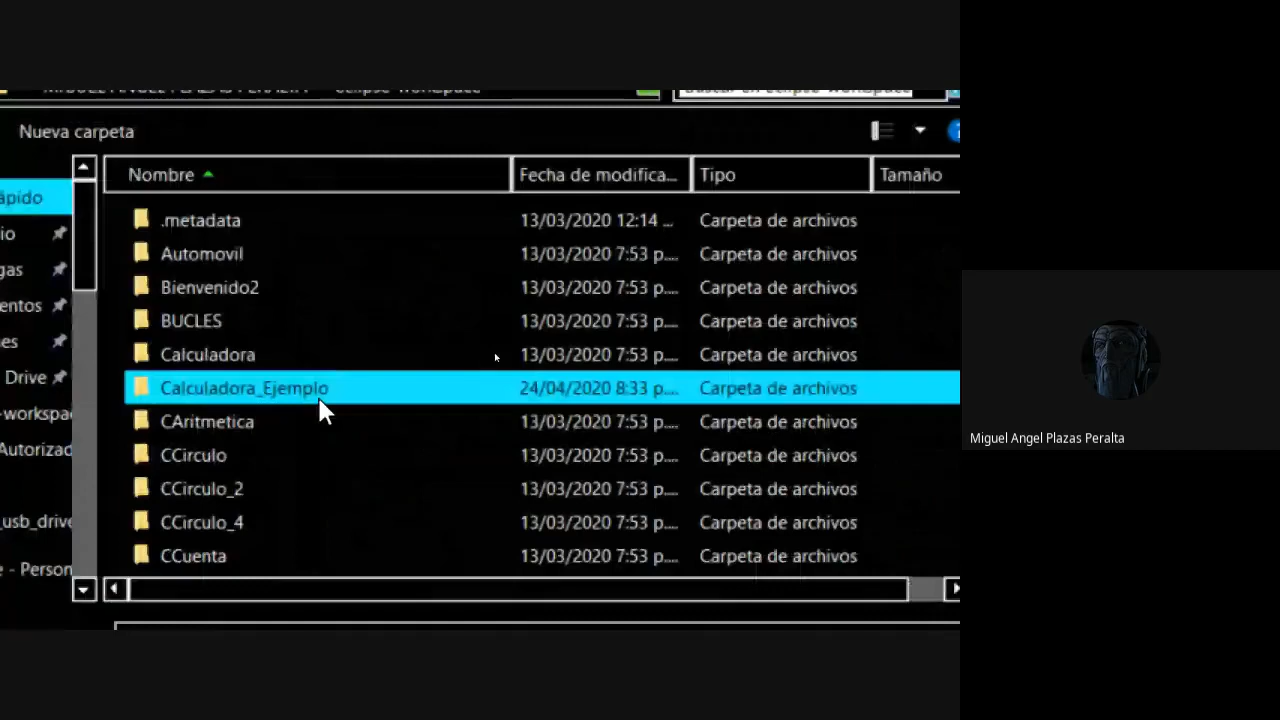 Nueva carpeta
Nombre Fecha de modifica... Tipo Tamaño
ápido
.metadata 13/03/2020 12:14 ... Carpeta de archivos
io
Automovil 13/03/2020 7:53 p.... Carpeta de archivos
gas
Bienvenido2 13/03/2020 7:53 p.... Carpeta de archivos
entos
BUCLES 13/03/2020 7:53 p.... Carpeta de archivos
es
Calculadora 13/03/2020 7:53 p.... Carpeta de archivos
Drive
Calculadora_Ejemplo 24/04/2020 8:33 p.... Carpeta de archivos
-workspac
CAritmetica 13/03/2020 7:53 p.... Carpeta de archivos
Autorizad
CCirculo 13/03/2020 7:53 p.... Carpeta de archivos
CCirculo_2 13/03/2020 7:53 p.... Carpeta de archivos
_usb_drive
CCirculo_4 13/03/2020 7:53 p.... Carpeta de archivos
e - Person
CCuenta 13/03/2020 7:53 p.... Carpeta de archivos
Miguel Angel Plazas Peralta